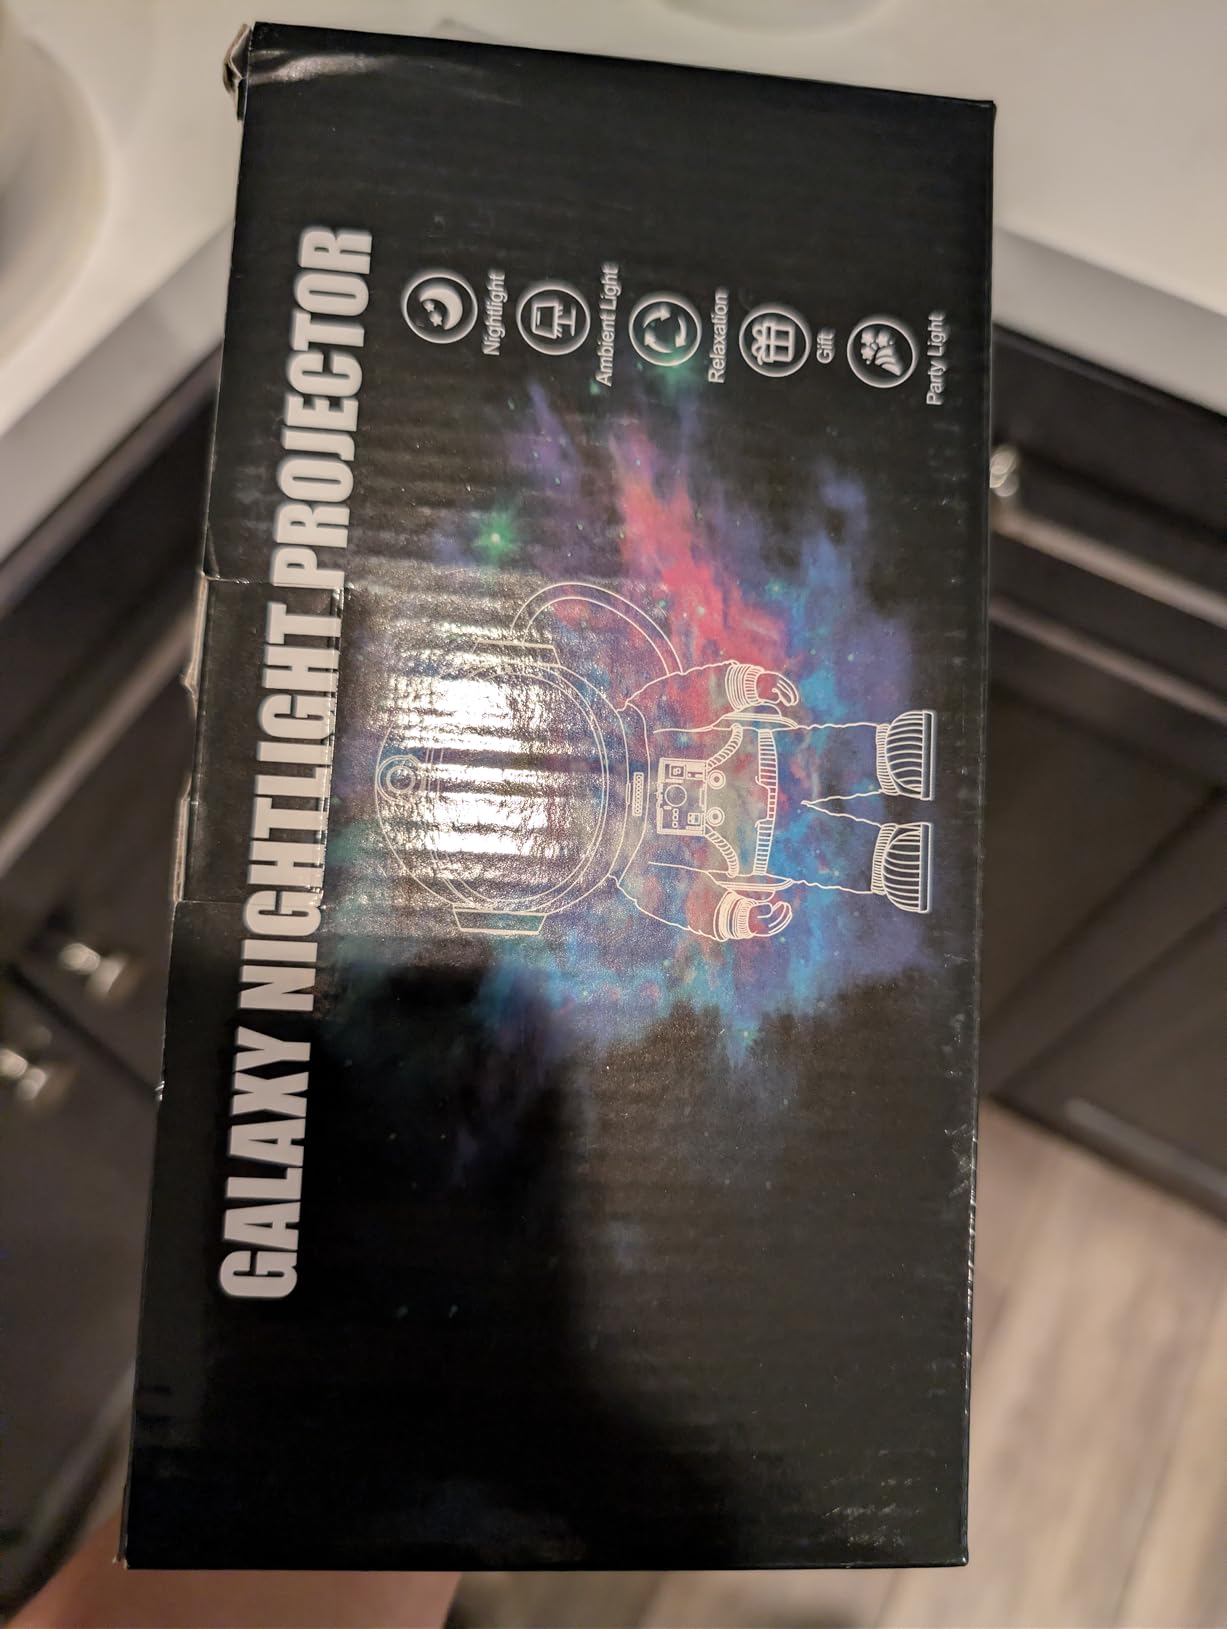 GALAXY NIGHTLIGHT PROJECTOR
Nightlight
Ambient Light
Relaxation
Gift
Party Light